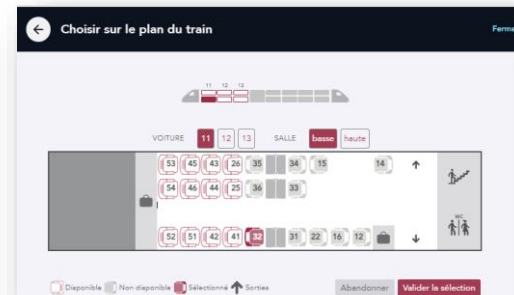 Choisir sur le plan du train
Ferme
11 12 13
VOITURE 11 12 13 SALLE basse haute
53 45 43 26 35 34 15 14
54 46 44 25 36 33
WC
52 51 42 41 32 31 22 16 12
Disponible Non disponible Sélectionné Sorties
Abandonner Valider la sélection